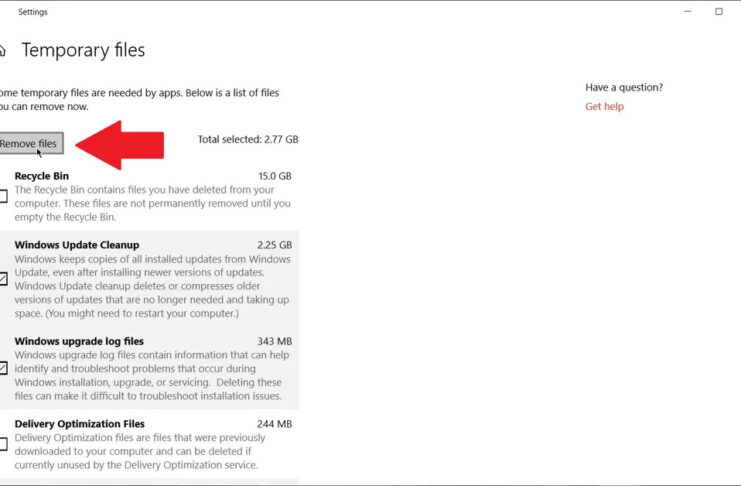 Settings
Temporary files
ome temporary files are needed by apps. Below is a list of files
ou can remove now.
Have a question?
Get help
Remove files
Total selected: 2.77 GB
Recycle Bin 15.0 GB
The Recycle Bin contains files you have deleted from your
computer. These files are not permanently removed until you
empty the Recycle Bin.
Windows Update Cleanup 2.25 GB
Windows keeps copies of all installed updates from Windows
Update, even after installing newer versions of updates.
Windows Update cleanup deletes or compresses older
versions of updates that are no longer needed and taking up
space. (You might need to restart your computer.)
Windows upgrade log files 343 MB
Windows upgrade log files contain information that can help
identify and troubleshoot problems that occur during
Windows installation, upgrade, or servicing. Deleting these
files can make it difficult to troubleshoot installation issues.
Delivery Optimization Files 244 MB
Delivery Optimization files are files that were previously
downloaded to your computer and can be deleted if
currently unused by the Delivery Optimization service.